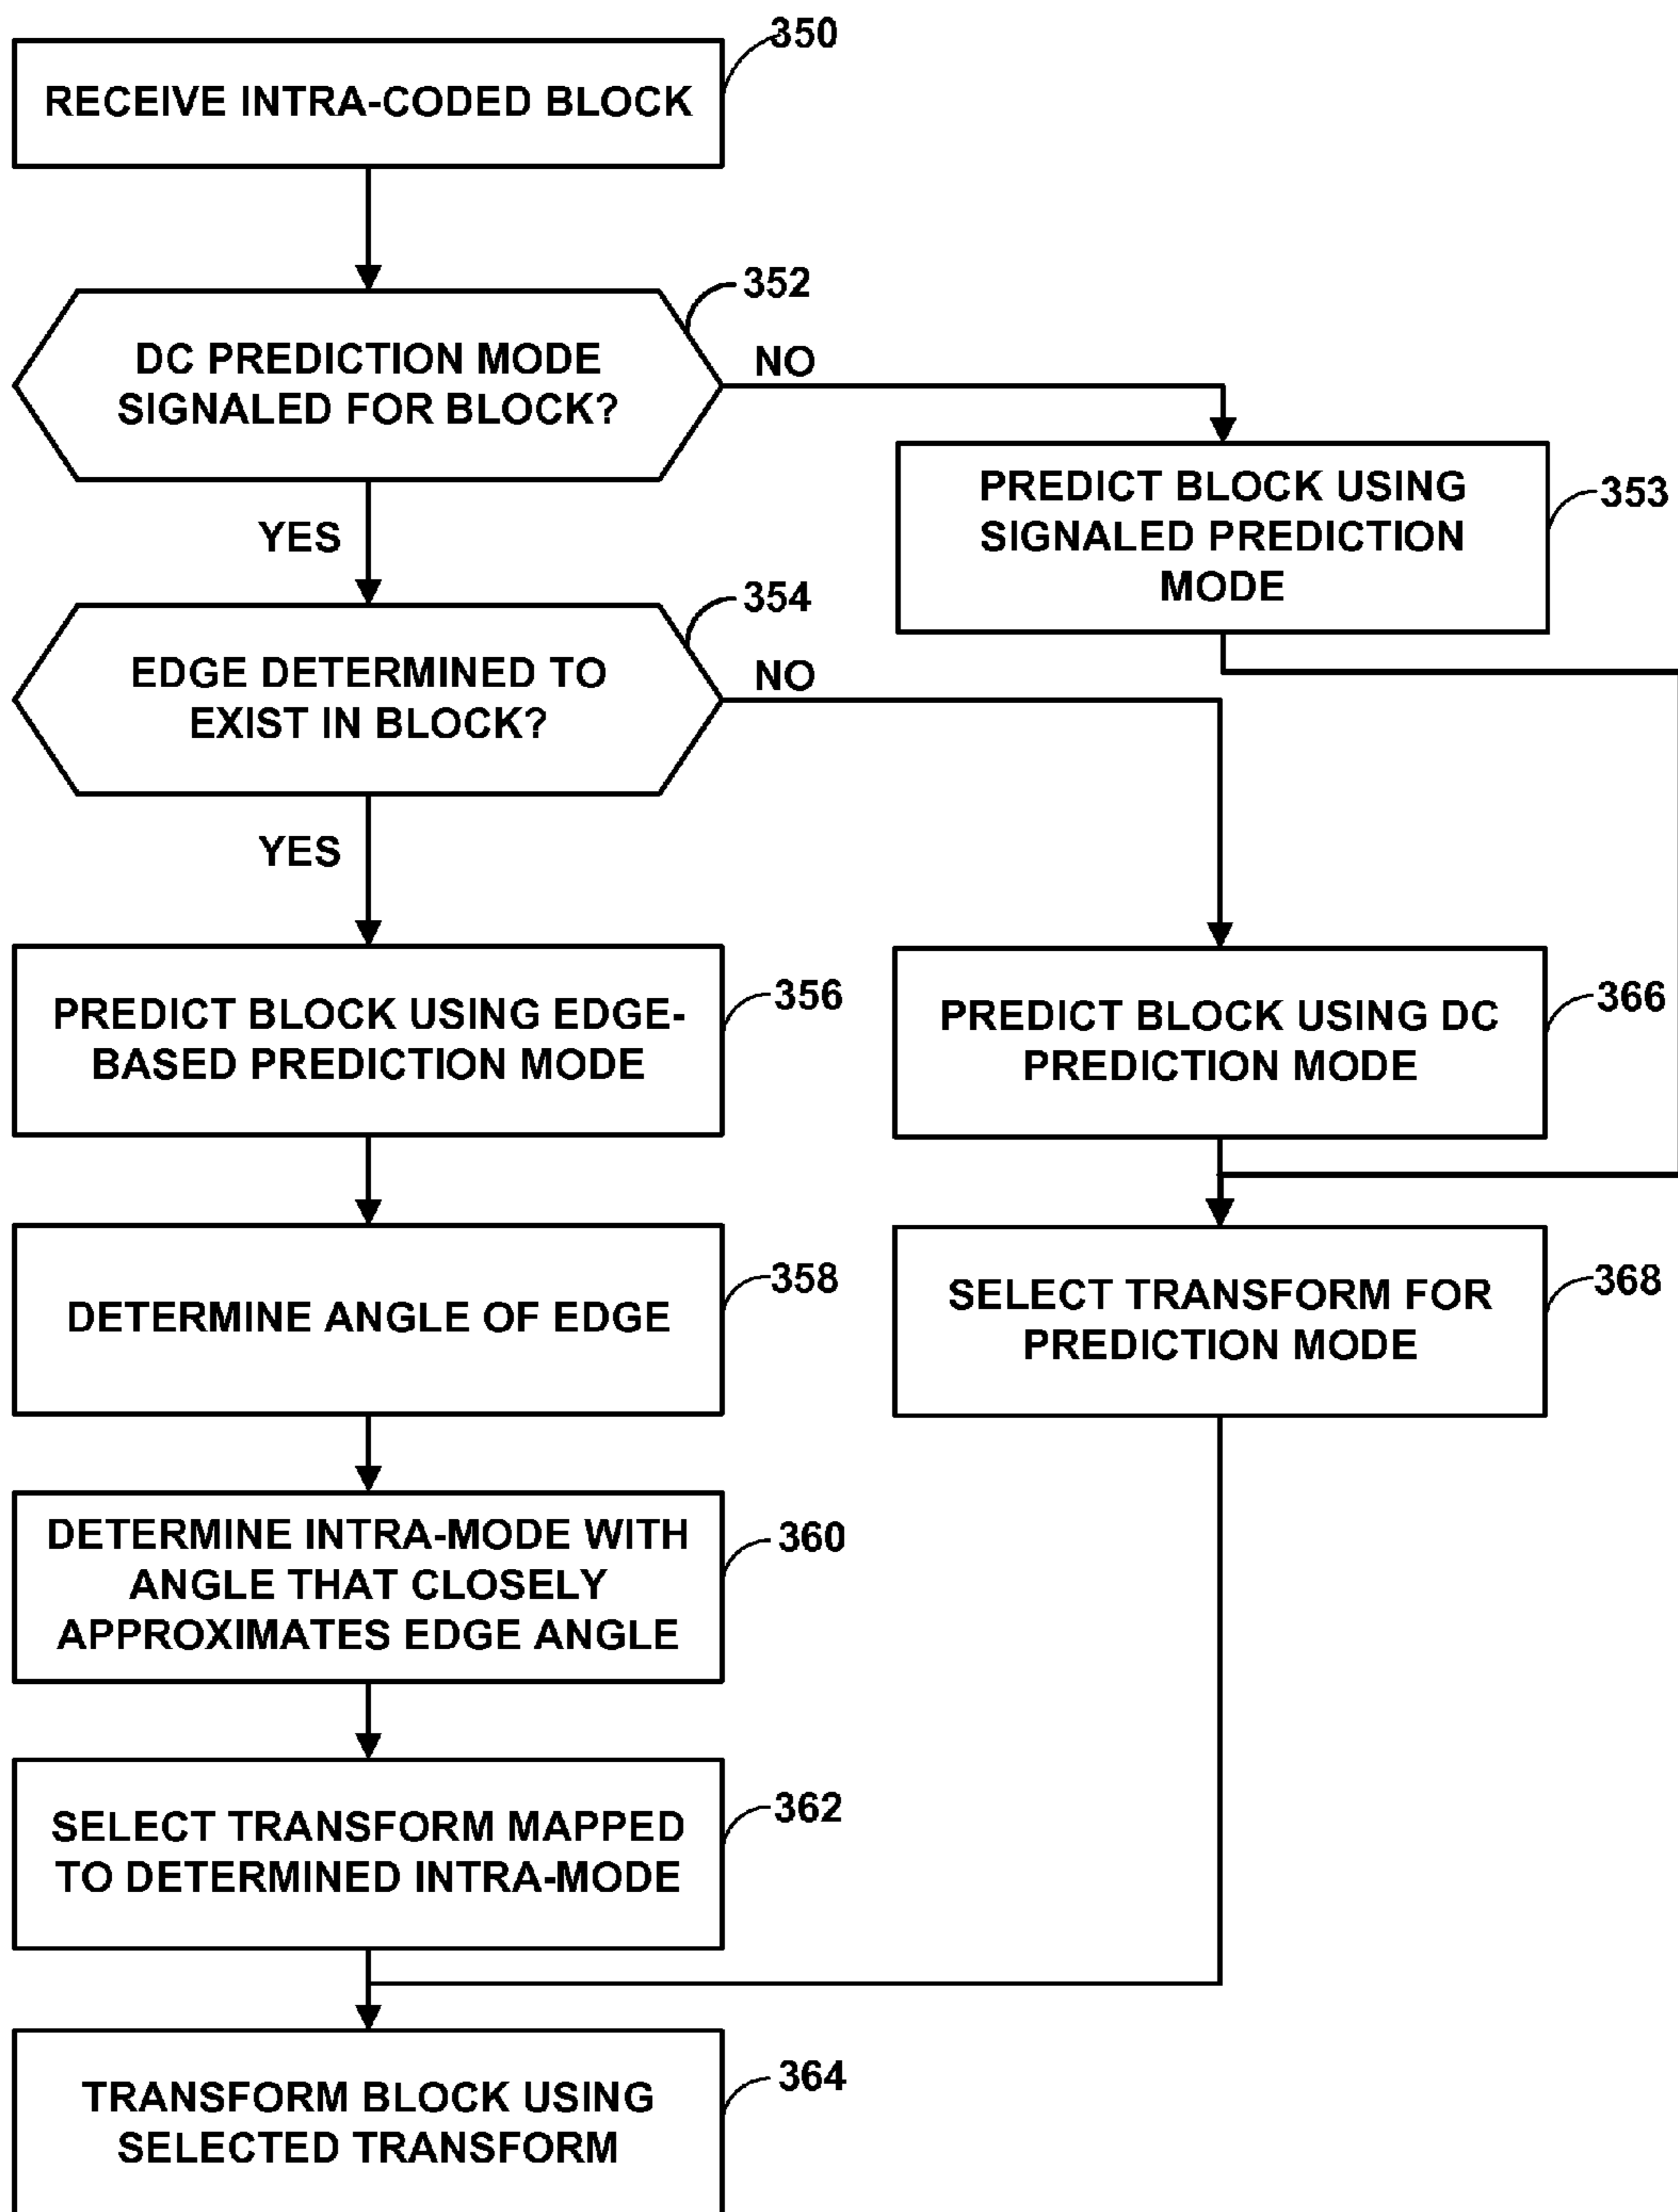 350
RECEIVE INTRA-CODED BLOCK
352
DC PREDICTION MODE
SIGNALED FOR BLOCK?
NO
YES
PREDICT BLOCK USING
SIGNALED PREDICTION
MODE
353
354
EDGE DETERMINED TO
EXIST IN BLOCK?
NO
YES
PREDICT BLOCK USING EDGE-
BASED PREDICTION MODE
356
PREDICT BLOCK USING DC
PREDICTION MODE
366
DETERMINE ANGLE OF EDGE
358
SELECT TRANSFORM FOR
PREDICTION MODE
368
DETERMINE INTRA-MODE WITH
ANGLE THAT CLOSELY
APPROXIMATES EDGE ANGLE
360
SELECT TRANSFORM MAPPED
TO DETERMINED INTRA-MODE
362
TRANSFORM BLOCK USING
SELECTED TRANSFORM
364